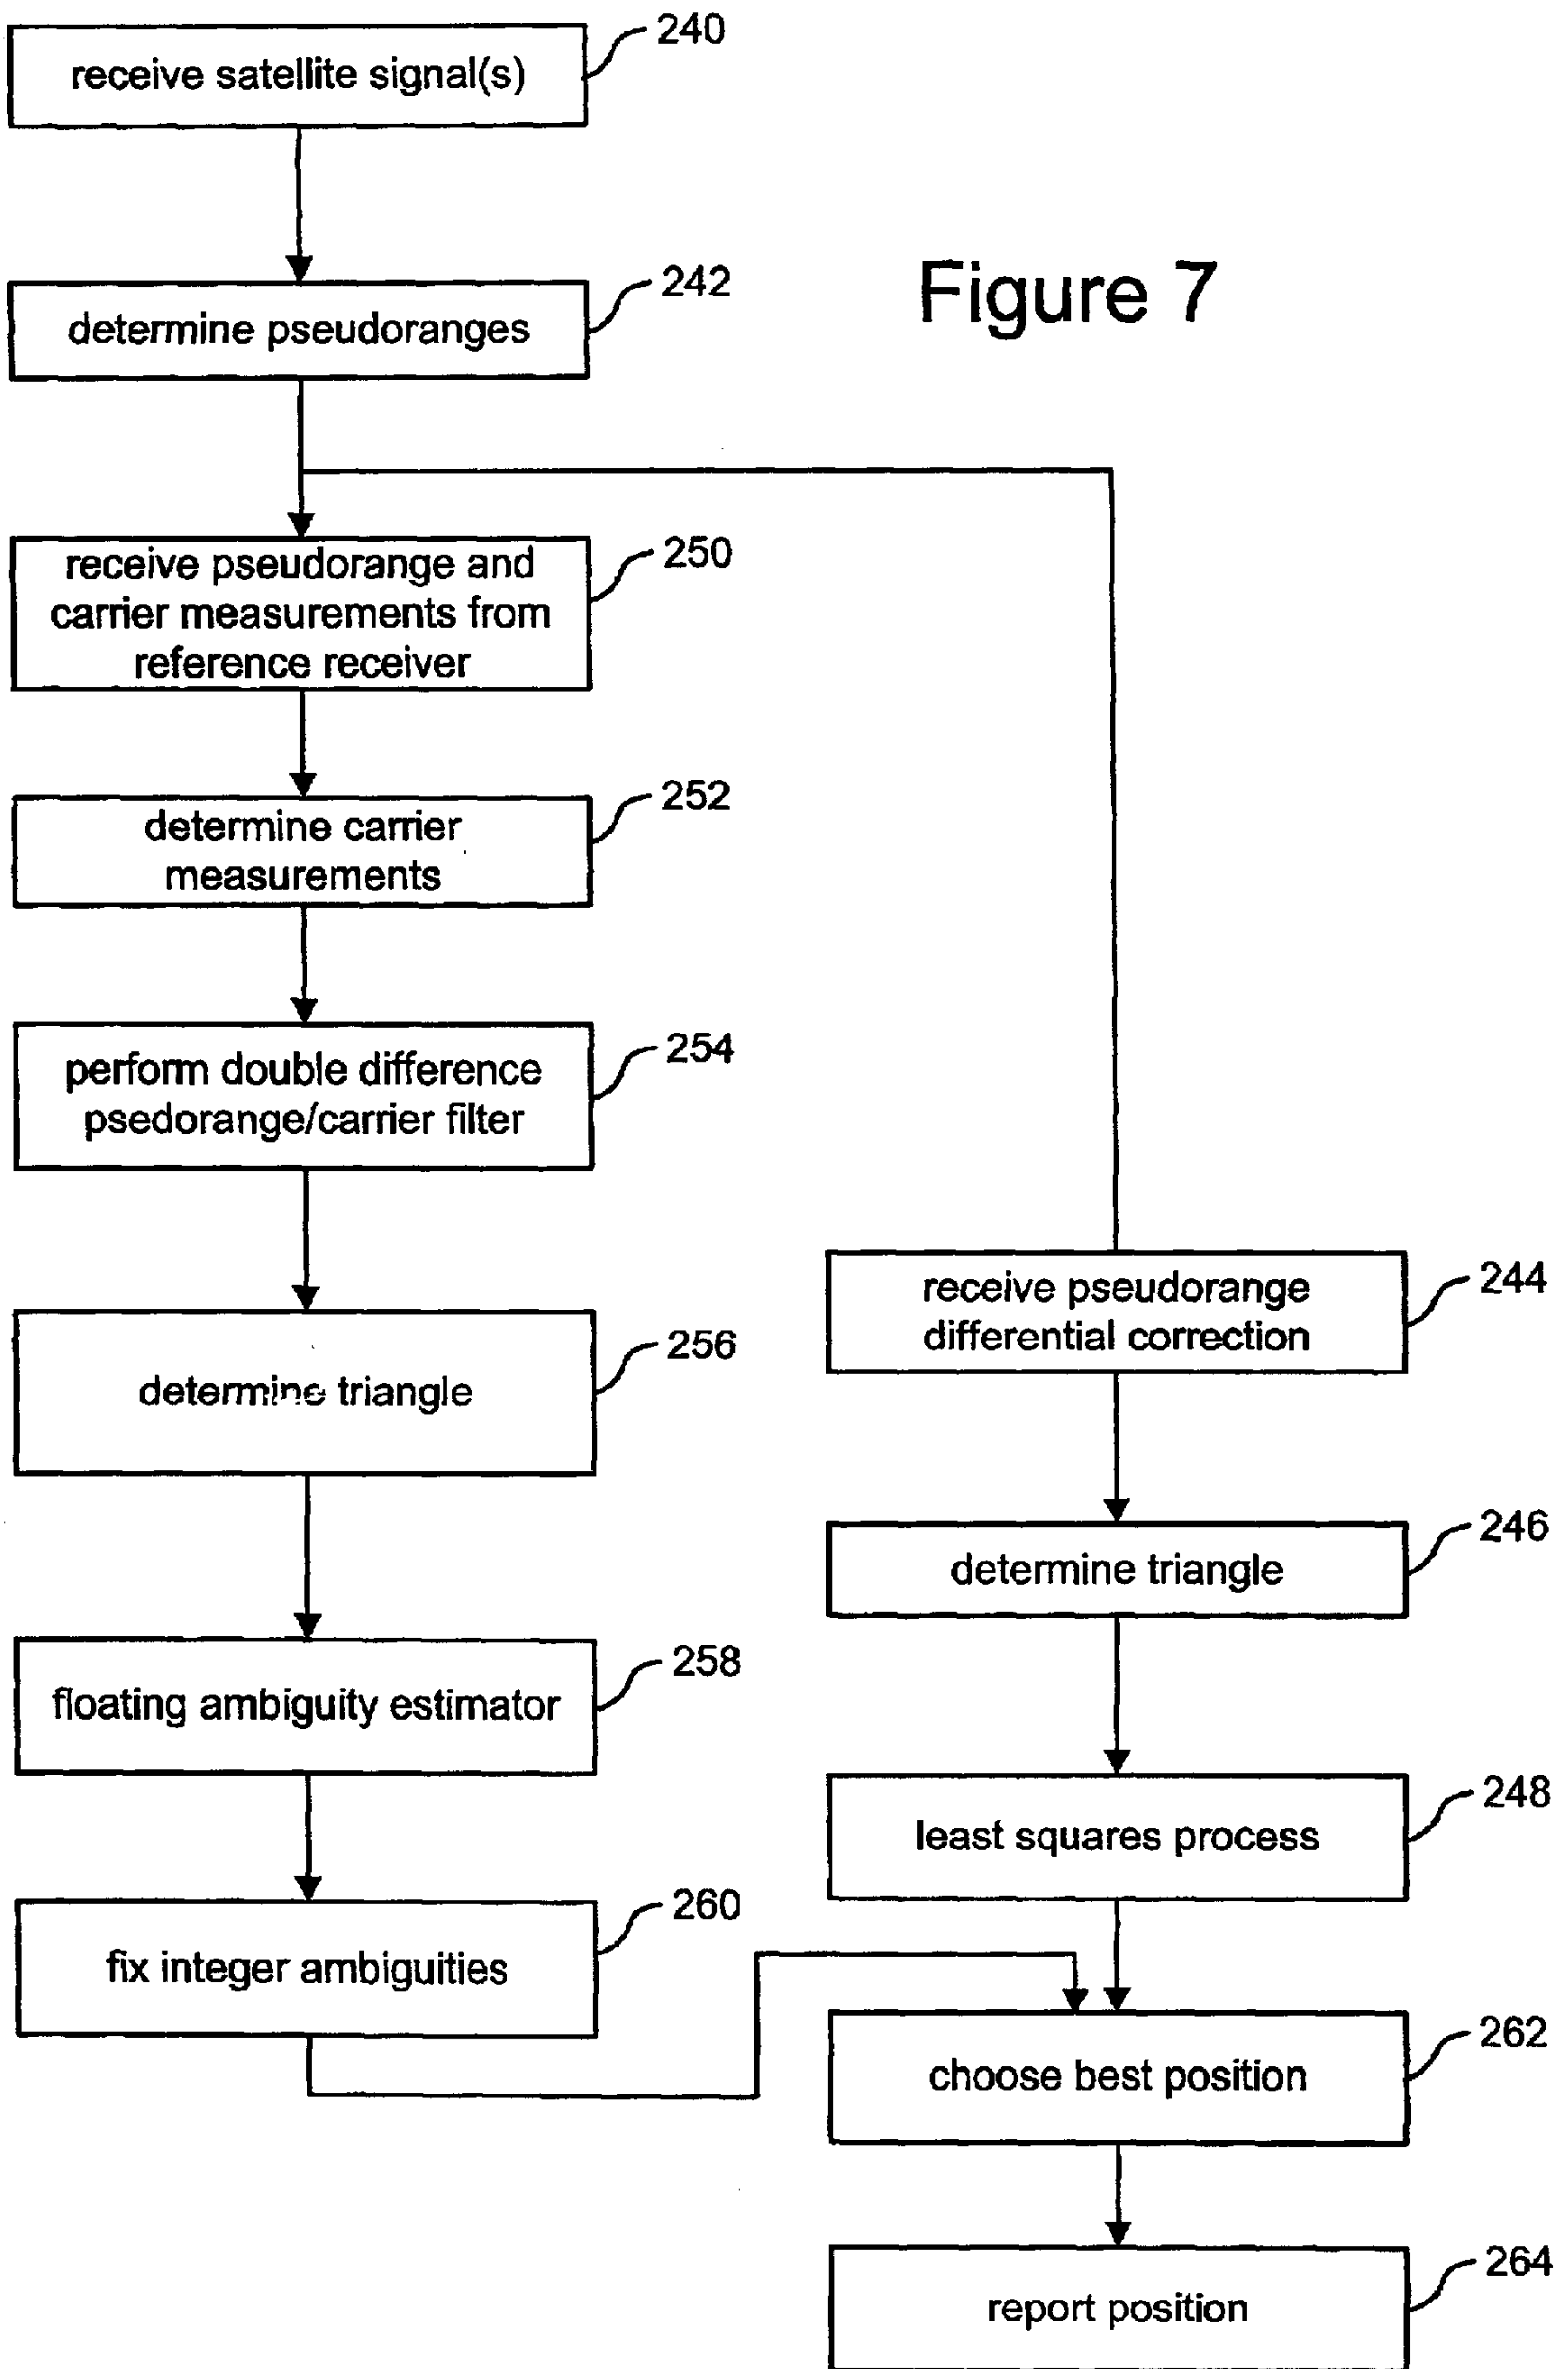 240
receive satellite signal(s)
242
determine pseudoranges
Figure 7
250
receive pseudorange and
carrier measurements from
reference receiver
252
determine carrier
measurements
254
perform double difference
psedorange/carrier filter
256
determine triangle
258
floating ambiguity estimator
260
fix integer ambiguities
244
receive pseudorange
differential correction
246
determine triangle
248
least squares process
262
choose best position
264
report position